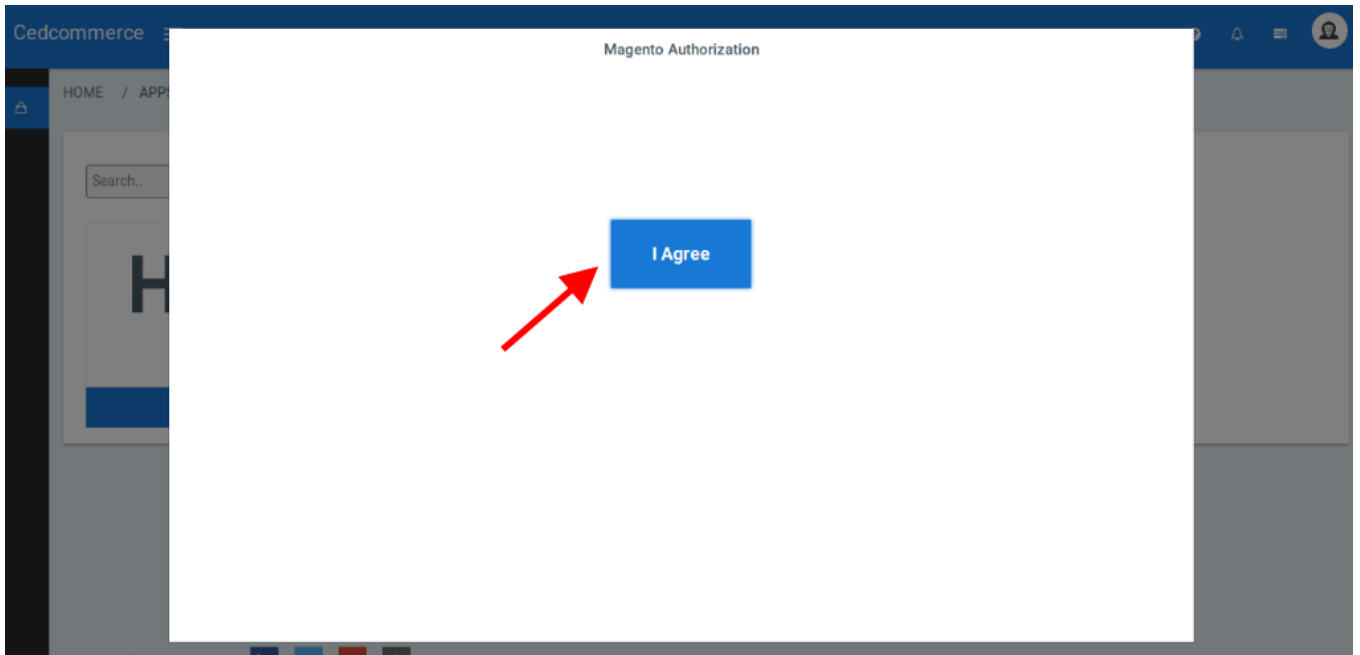 Cedcommerce
Magento Authorization
HOME / APPS
Search..
H
I Agree